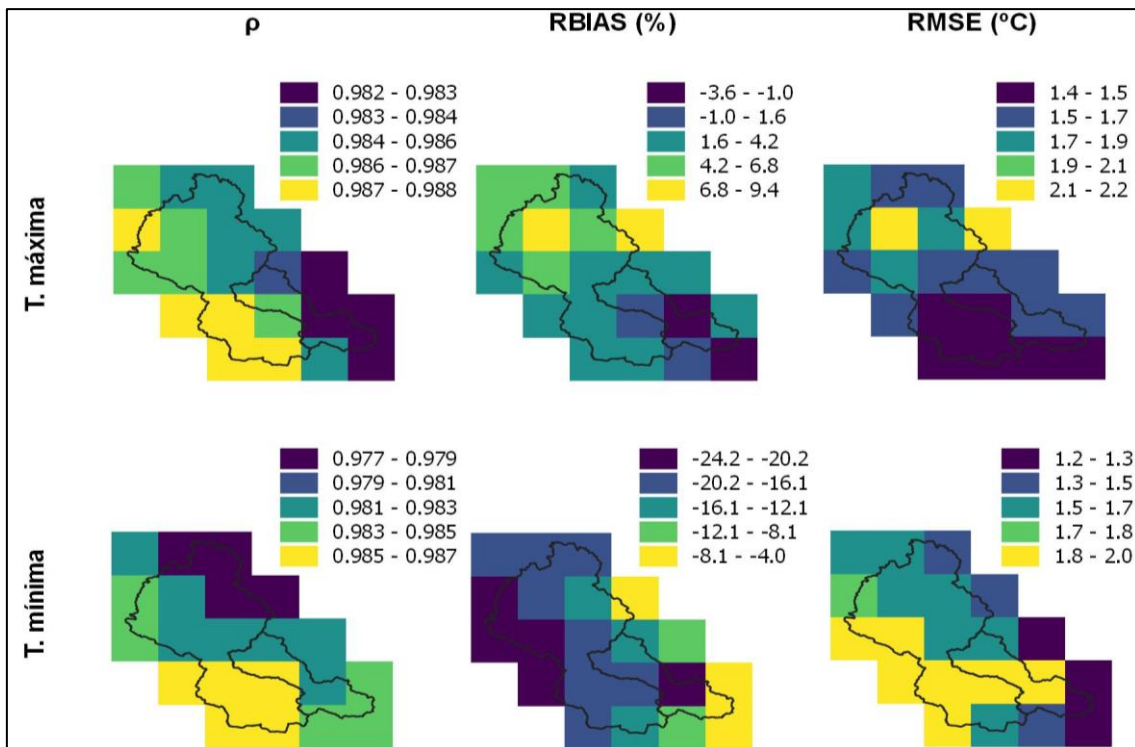 ρ
RBIAS (%)
RMSE (ºC)
T. máxima
0.982 - 0.983
0.983 - 0.984
0.984 - 0.986
0.986 - 0.987
0.987 - 0.988
-3.6 - -1.0
-1.0 - 1.6
1.6 - 4.2
4.2 - 6.8
6.8 - 9.4
1.4 - 1.5
1.5 - 1.7
1.7 - 1.9
1.9 - 2.1
2.1 - 2.2
T. mínima
0.977 - 0.979
0.979 - 0.981
0.981 - 0.983
0.983 - 0.985
0.985 - 0.987
-24.2 - -20.2
-20.2 - -16.1
-16.1 - -12.1
-12.1 - -8.1
-8.1 - -4.0
1.2 - 1.3
1.3 - 1.5
1.5 - 1.7
1.7 - 1.8
1.8 - 2.0